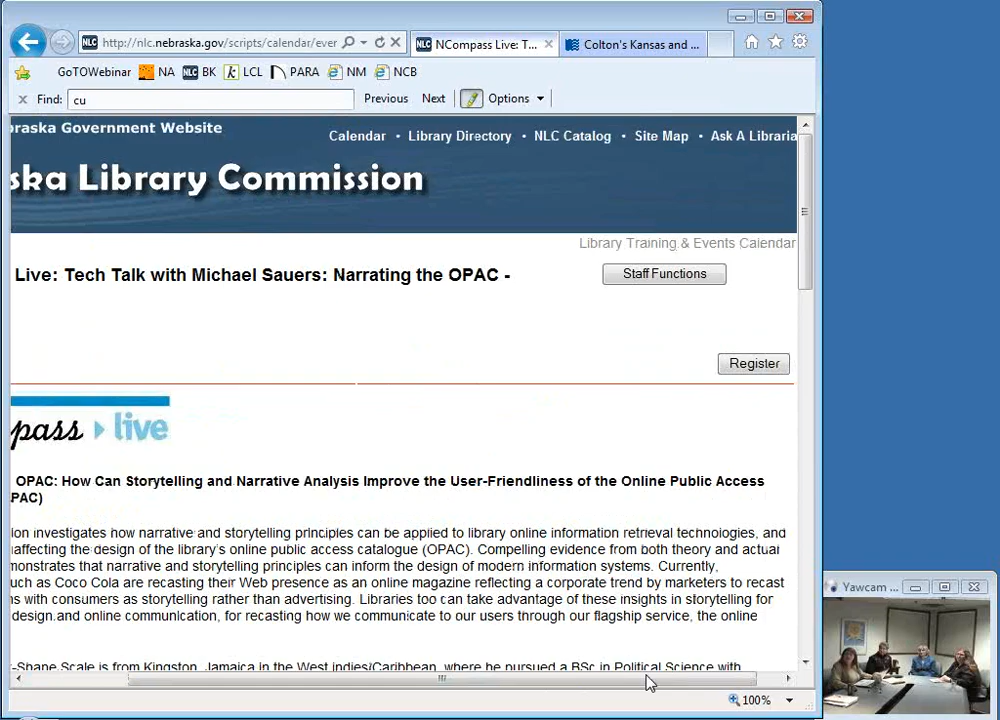 NLC http://nlc.nebraska.gov/scripts/calendar/ever
NLC NCompass Live: T...
Colton's Kansas and ...
GoTOWebinar NA NLC BK k LCL PARA NM NCB
Find: cu Previous Next Options
braska Government Website
Calendar • Library Directory • NLC Catalog • Site Map • Ask A Libraria
ska Library Commission
Library Training & Events Calendar
Live: Tech Talk with Michael Sauers: Narrating the OPAC -
Staff Functions
Register
pass live
OPAC: How Can Storytelling and Narrative Analysis Improve the User-Friendliness of the Online Public Access
PAC)
ion investigates how narrative and storytelling principles can be applied to library online information retrieval technologies, and
affecting the design of the library's online public access catalogue (OPAC). Compelling evidence from both theory and actual
monstrates that narrative and storytelling principles can inform the design of modern information systems. Currently,
uch as Coco Cola are recasting their Web presence as an online magazine reflecting a corporate trend by marketers to recast
s with consumers as storytelling rather than advertising. Libraries too can take advantage of these insights in storytelling for
design and online communication, for recasting how we communicate to our users through our flagship service, the online
-Shape Scale is from Kingston, Jamaica in the West indies/Caribbean, where he pursued a BSc in Political Science with
100%
Yawcam ...